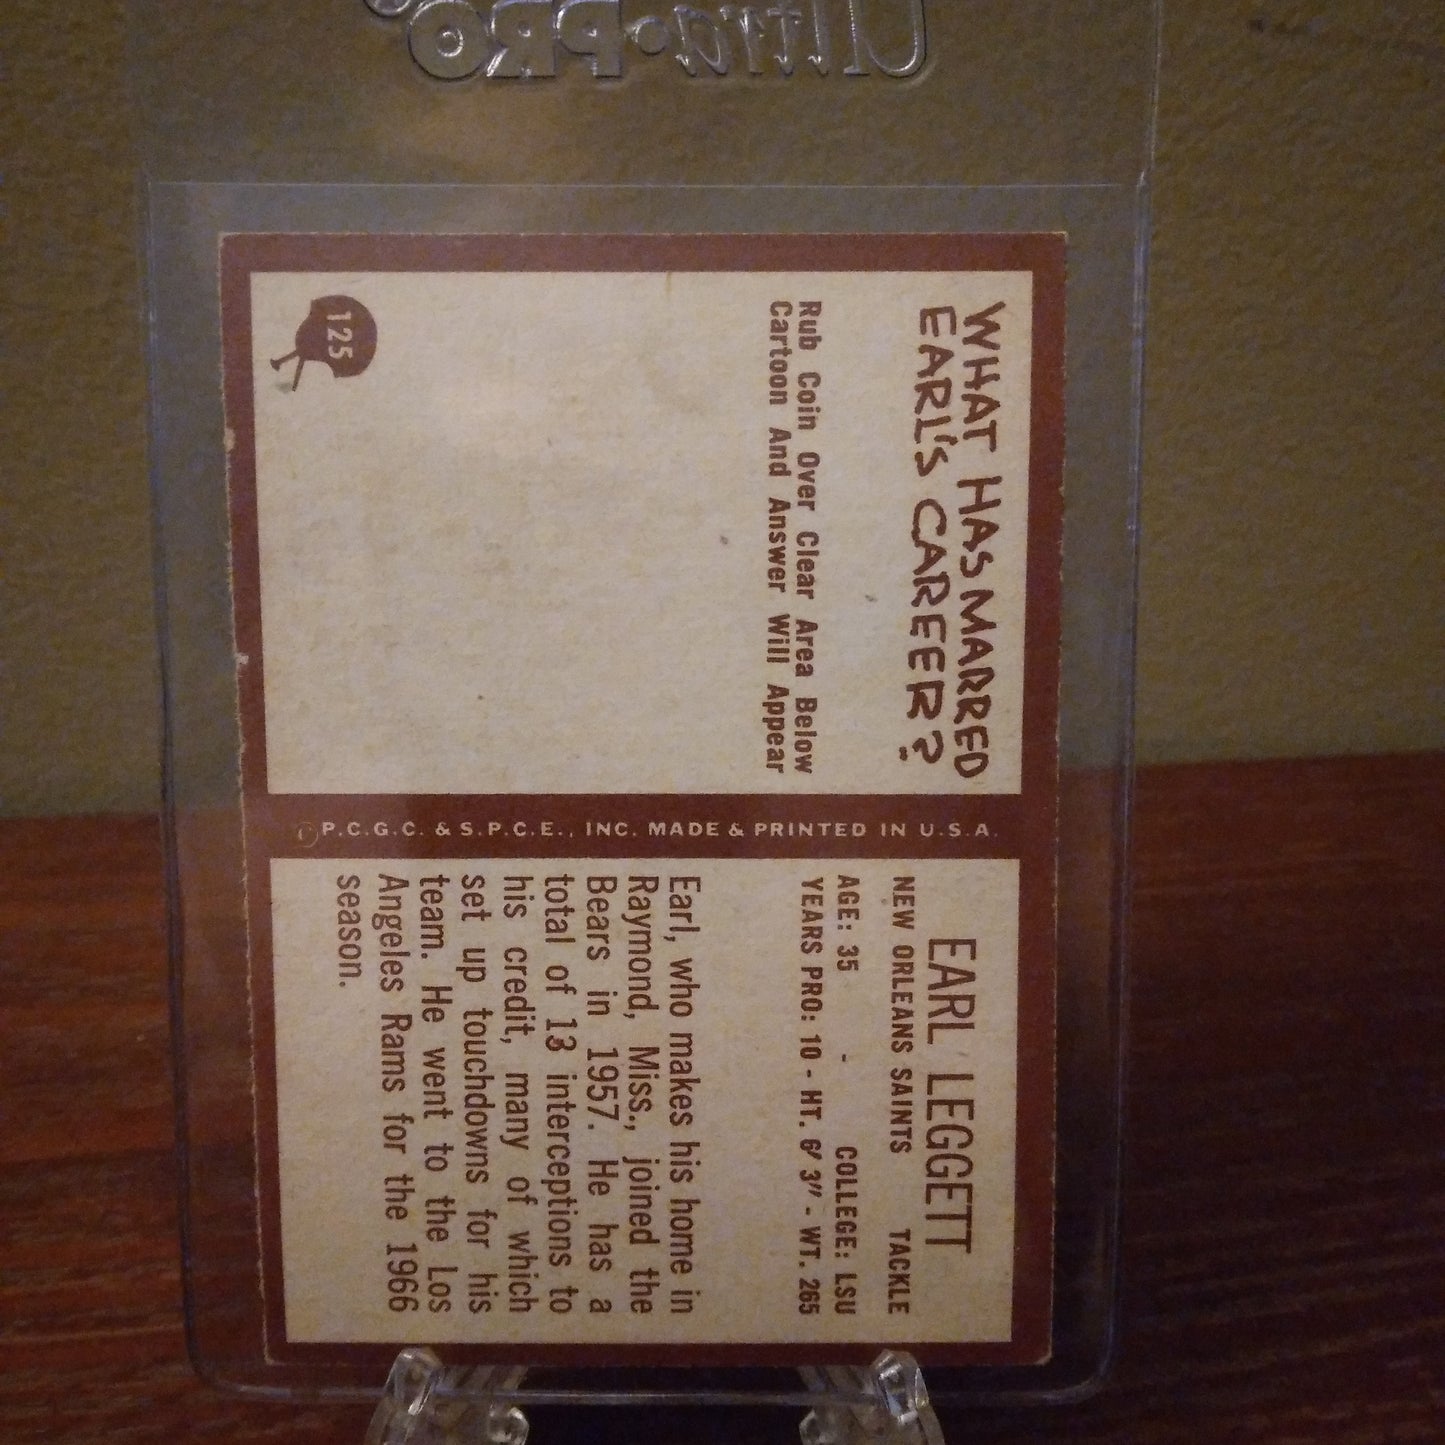 Ultra•PRO
WHAT HAS MARRED
EARL'S CAREER?
Rub Coin Over Clear Area Below
Cartoon And Answer Will Appear
125
©P.C.G.C. & S.P.C.E., INC. MADE & PRINTED IN U.S.A.
EARL LEGGETT
NEW ORLEANS SAINTS TACKLE
AGE: 35 - COLLEGE: LSU
YEARS PRO: 10 - HT. 6' 3" - WT. 265
Earl, who makes his home in
Raymond, Miss., joined the
Bears in 1957. He has a
total of 13 interceptions to
his credit, many of which
set up touchdowns for his
team. He went to the Los
Angeles Rams for the 1966
season.